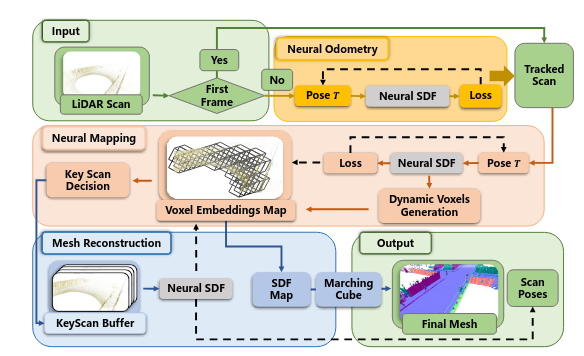 Input
LiDAR Scan
Yes
First
Frame
No
Neural Odometry
Pose T
Neural SDF
Loss
Tracked
Scan
Neural Mapping
Key Scan
Decision
Voxel Embeddings Map
Loss
Neural SDF
Pose T
Dynamic Voxels
Generation
Mesh Reconstruction
KeyScan Buffer
Neural SDF
SDF
Map
Marching
Cube
Output
Final Mesh
Scan
Poses